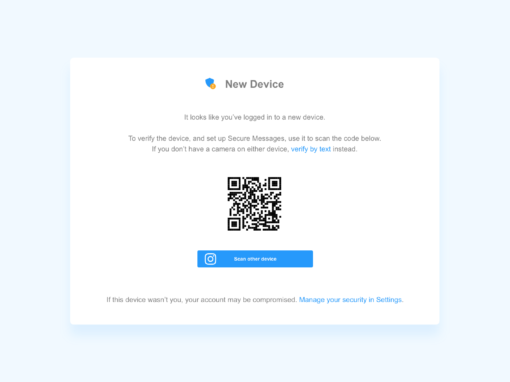 New Device
It looks like you've logged in to a new device.
To verify the device, and set up Secure Messages, use it to scan the code below.
If you don't have a camera on either device, verify by text instead.
Scan other device
If this device wasn't you, your account may be compromised. Manage your security in Settings.